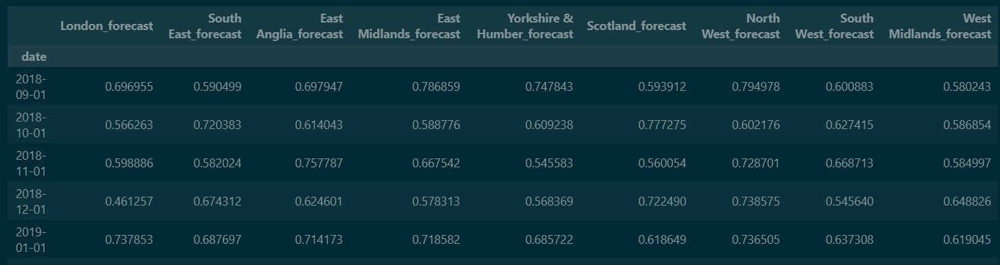 London_forecast South East_forecast East Anglia_forecast East Midlands_forecast Yorkshire & Humber_forecast Scotland_forecast North West_forecast South West_forecast West Midlands_forecast
date
2018-09-01 0.696955 0.590499 0.697947 0.786859 0.747843 0.593912 0.794978 0.600883 0.580243
2018-10-01 0.566263 0.720383 0.614043 0.588776 0.609238 0.777275 0.602176 0.627415 0.586854
2018-11-01 0.598886 0.582024 0.757787 0.667542 0.545583 0.560054 0.728701 0.668713 0.584997
2018-12-01 0.461257 0.674312 0.624601 0.578313 0.568369 0.722490 0.738575 0.545640 0.648826
2019-01-01 0.737853 0.687697 0.714173 0.718582 0.685722 0.618649 0.736505 0.637308 0.619045